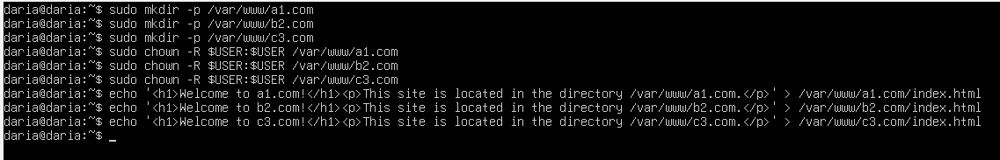 daria@daria:~$ sudo mkdir -p /var/www/a1.com
daria@daria:~$ sudo mkdir -p /var/www/b2.com
daria@daria:~$ sudo mkdir -p /var/www/c3.com
daria@daria:~$ sudo chown -R $USER:$USER /var/www/a1.com
daria@daria:~$ sudo chown -R $USER:$USER /var/www/b2.com
daria@daria:~$ sudo chown -R $USER:$USER /var/www/c3.com
daria@daria:~$ echo '<h1>Welcome to a1.com!</h1><p>This site is located in the directory /var/www/a1.com.</p>' > /var/www/a1.com/index.html
daria@daria:~$ echo '<h1>Welcome to b2.com!</h1><p>This site is located in the directory /var/www/b2.com.</p>' > /var/www/b2.com/index.html
daria@daria:~$ echo '<h1>Welcome to c3.com!</h1><p>This site is located in the directory /var/www/c3.com.</p>' > /var/www/c3.com/index.html
daria@daria:~$ _